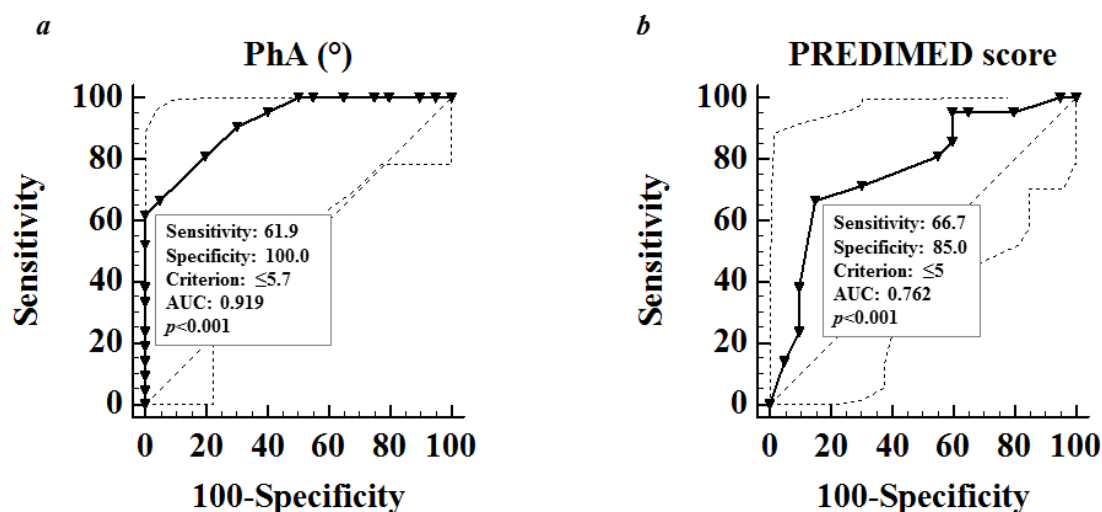 a
PhA (°)
Sensitivity
100
80
60
40
20
0
Sensitivity: 61.9
Specificity: 100.0
Criterion: ≤5.7
AUC: 0.919
p<0.001
0 20 40 60 80 100
100-Specificity
b
PREDIMED score
Sensitivity
100
80
60
40
20
0
Sensitivity: 66.7
Specificity: 85.0
Criterion: ≤5
AUC: 0.762
p<0.001
0 20 40 60 80 100
100-Specificity